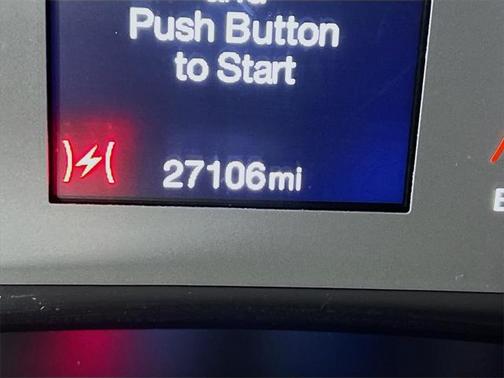 Push Button
to Start
27106mi
E